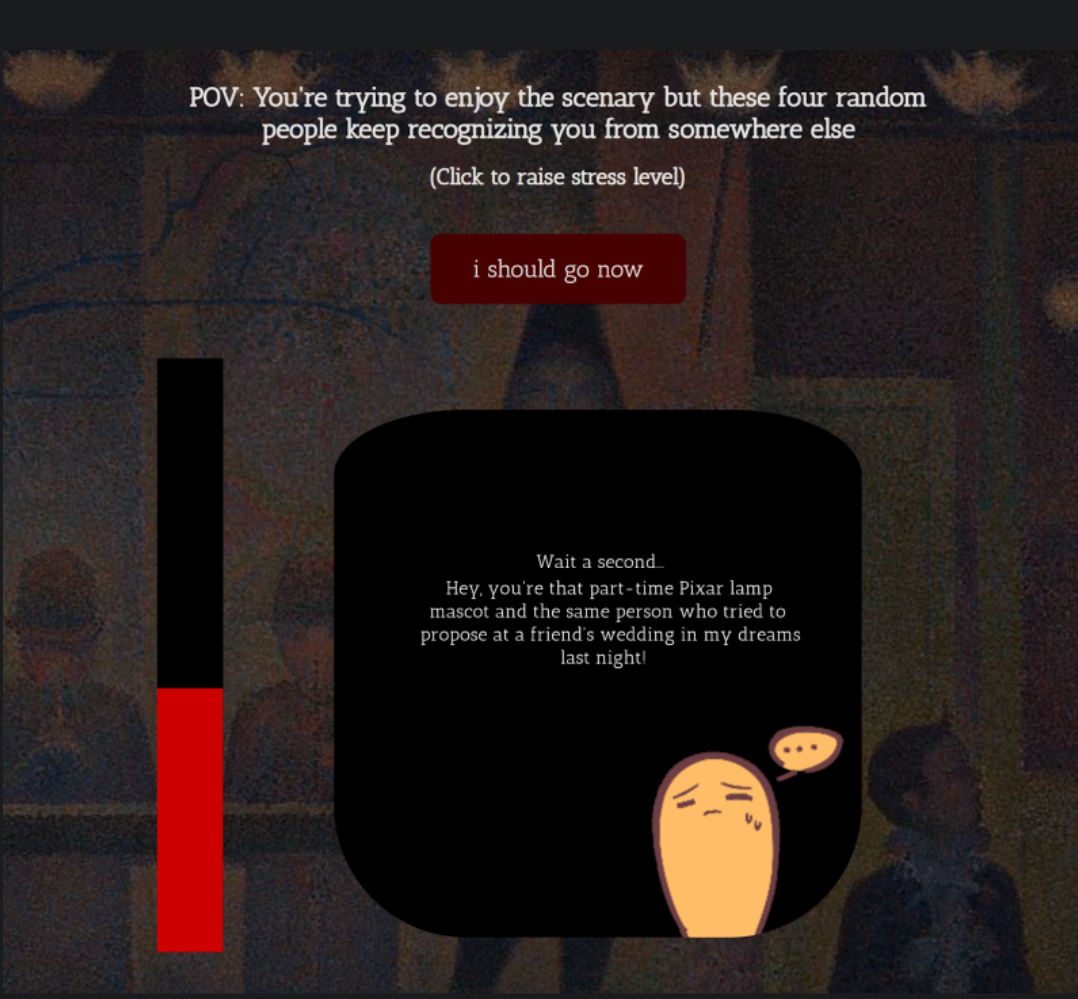 POV: You're trying to enjoy the scenary but these four random
people keep recognizing you from somewhere else
(Click to raise stress level)
i should go now
Wait a second...
Hey, you're that part-time Pixar lamp
mascot and the same person who tried to
propose at a friend's wedding in my dreams
last night!